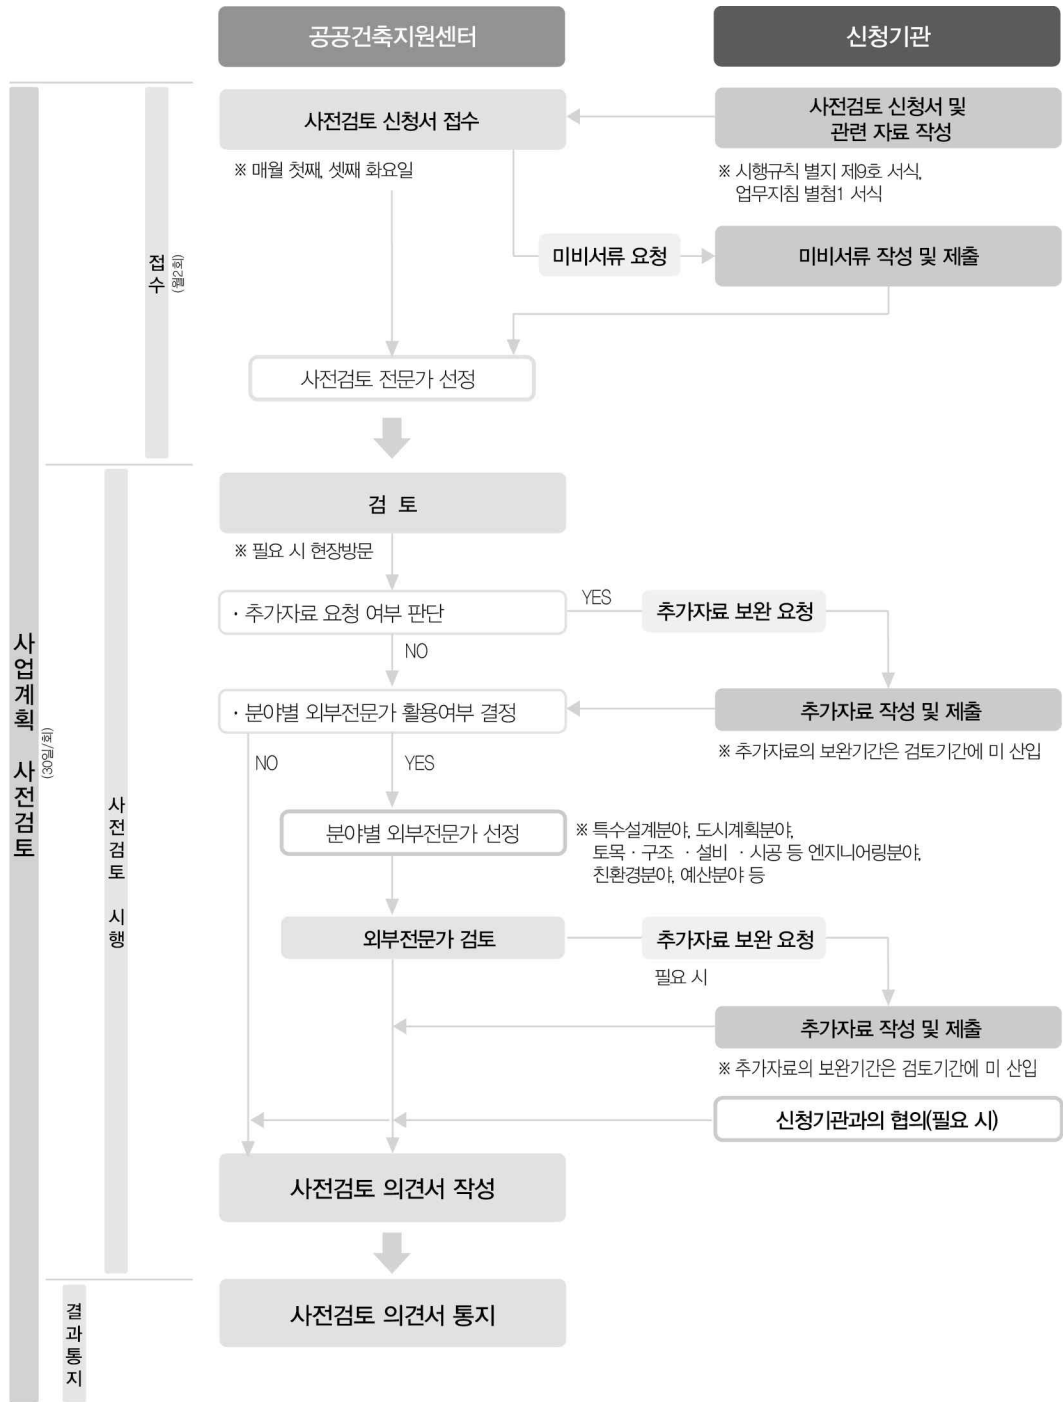 공공건축지원센터
신청기관
사전검토 신청서 접수
사전검토 신청서 및
관련 자료 작성
※ 매월 첫째, 셋째 화요일
※ 시행규칙 별지 제9호 서식,
업무지침 별첨1 서식
접수
(월2회)
미비서류 요청
미비서류 작성 및 제출
사전검토 전문가 선정
사업계획 사전검토
(30일/회)
사전검토 시행
검 토
※ 필요 시 현장방문
· 추가자료 요청 여부 판단
YES
추가자료 보완 요청
NO
· 분야별 외부전문가 활용여부 결정
추가자료 작성 및 제출
※ 추가자료의 보완기간은 검토기간에 미 산입
NO
YES
분야별 외부전문가 선정
※ 특수설계분야, 도시계획분야,
토목 · 구조 · 설비 · 시공 등 엔지니어링분야,
친환경분야, 예산분야 등
외부전문가 검토
추가자료 보완 요청
필요 시
추가자료 작성 및 제출
※ 추가자료의 보완기간은 검토기간에 미 산입
신청기관과의 협의(필요 시)
사전검토 의견서 작성
결과통지
사전검토 의견서 통지